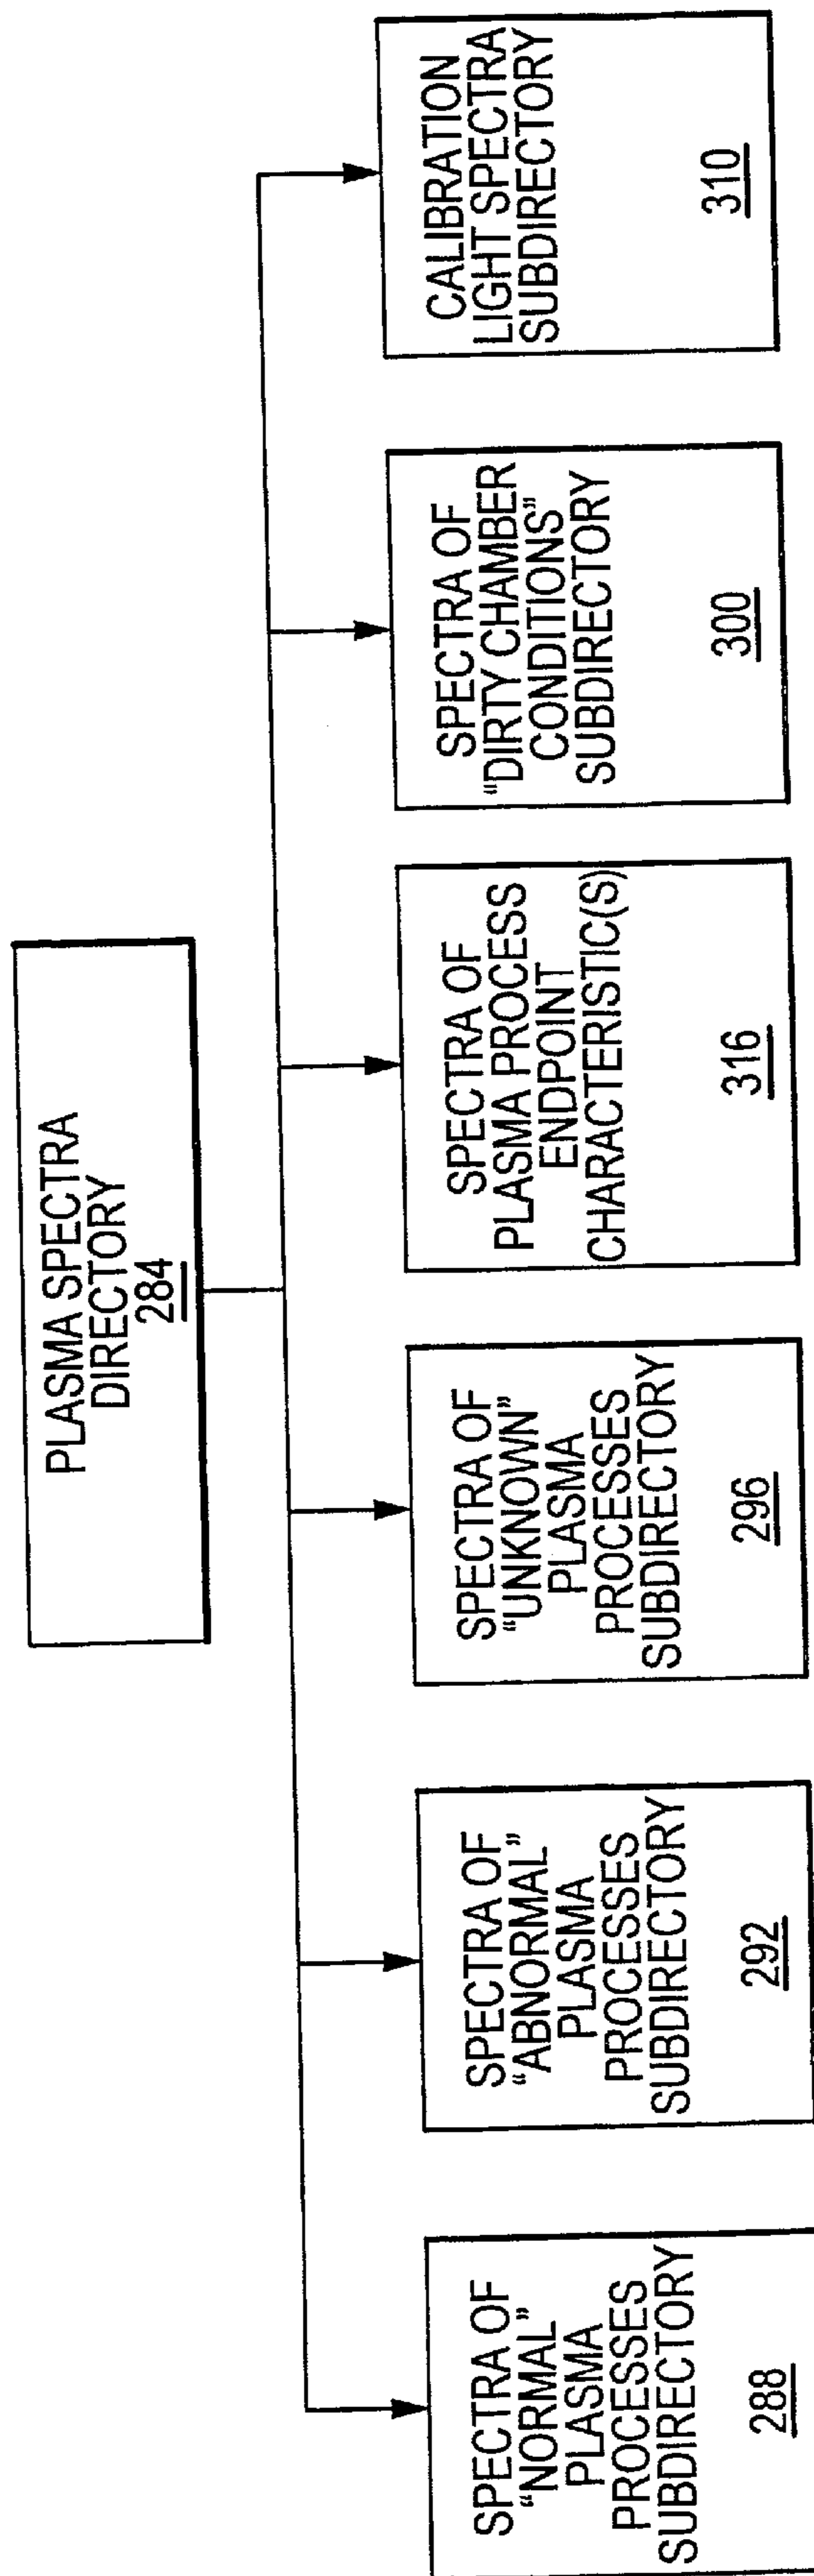 PLASMA SPECTRA
DIRECTORY
284
SPECTRA OF
“NORMAL”
PLASMA
PROCESSES
SUBDIRECTORY
288
SPECTRA OF
“ABNORMAL”
PLASMA
PROCESSES
SUBDIRECTORY
292
SPECTRA OF
“UNKNOWN”
PLASMA
PROCESSES
SUBDIRECTORY
296
SPECTRA OF
PLASMA PROCESS
ENDPOINT
CHARACTERISTIC(S)
316
SPECTRA OF
“DIRTY CHAMBER
CONDITIONS”
SUBDIRECTORY
300
CALIBRATION
LIGHT SPECTRA
SUBDIRECTORY
310